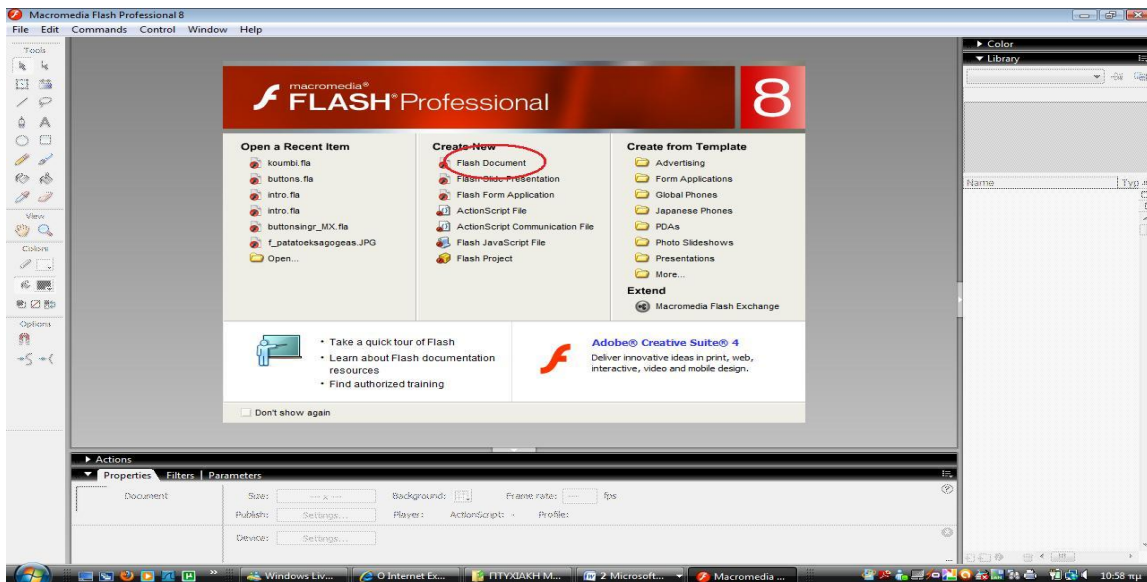 Macromedia Flash Professional 8
File Edit Commands Control Window Help
Tools
View
Colors
Options
macromedia®
FLASH® Professional
8
Open a Recent Item
koumbi.fla
buttons.fla
intro.fla
intro.fla
buttonsingr_MX.fla
f_patatoeksagogeas.JPG
Open...
Create New
Flash Document
Flash Slide Presentation
Flash Form Application
ActionScript File
ActionScript Communication File
Flash JavaScript File
Flash Project
Create from Template
Advertising
Form Applications
Global Phones
Japanese Phones
PDAs
Photo Slideshows
Presentations
More...
Extend
Macromedia Flash Exchange
• Take a quick tour of Flash
• Learn about Flash documentation
resources
• Find authorized training
Adobe® Creative Suite® 4
Deliver innovative ideas in print, web,
interactive, video and mobile design.
Don't show again
Color
Library
Name
Actions
Properties Filters Parameters
Document Size: x Background: Frame rate: fps
Publish: Settings... Player: ActionScript: Profile:
Device: Settings...
Windows Liv... O Internet Ex... ΠΤΥΧΙΑΚΗ Μ... 2 Microsoft... Macromedia ... 10:58 πμ